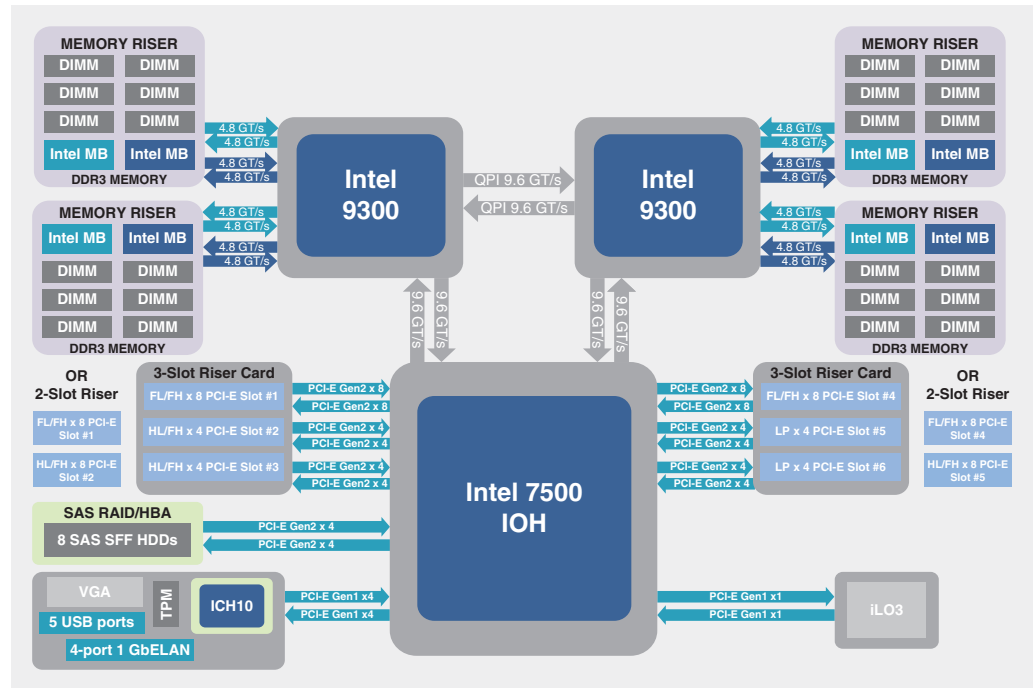 MEMORY RISER
DIMM DIMM
DIMM DIMM
DIMM DIMM
Intel MB Intel MB
DDR3 MEMORY
4.8 GT/s
4.8 GT/s
4.8 GT/s
4.8 GT/s
MEMORY RISER
Intel MB Intel MB
DIMM DIMM
DIMM DIMM
DIMM DIMM
DDR3 MEMORY
4.8 GT/s
4.8 GT/s
4.8 GT/s
4.8 GT/s
Intel
9300
QPI 9.6 GT/s
QPI 9.6 GT/s
Intel
9300
4.8 GT/s
4.8 GT/s
4.8 GT/s
4.8 GT/s
MEMORY RISER
DIMM DIMM
DIMM DIMM
DIMM DIMM
Intel MB Intel MB
DDR3 MEMORY
4.8 GT/s
4.8 GT/s
4.8 GT/s
4.8 GT/s
MEMORY RISER
Intel MB Intel MB
DIMM DIMM
DIMM DIMM
DIMM DIMM
DDR3 MEMORY
9.6 GT/s
9.6 GT/s
9.6 GT/s
9.6 GT/s
OR
2-Slot Riser
FL/FH x 8 PCI-E
Slot #1
HL/FH x 8 PCI-E
Slot #2
3-Slot Riser Card
FL/FH x 8 PCI-E Slot #1
HL/FH x 4 PCI-E Slot #2
HL/FH x 4 PCI-E Slot #3
PCI-E Gen2 x 8
PCI-E Gen2 x 8
PCI-E Gen2 x 4
PCI-E Gen2 x 4
PCI-E Gen2 x 4
PCI-E Gen2 x 4
Intel 7500
IOH
PCI-E Gen2 x 8
PCI-E Gen2 x 8
PCI-E Gen2 x 4
PCI-E Gen2 x 4
PCI-E Gen2 x 4
PCI-E Gen2 x 4
3-Slot Riser Card
FL/FH x 8 PCI-E Slot #4
LP x 4 PCI-E Slot #5
LP x 4 PCI-E Slot #6
OR
2-Slot Riser
FL/FH x 8 PCI-E
Slot #4
HL/FH x 8 PCI-E
Slot #5
SAS RAID/HBA
8 SAS SFF HDDs
PCI-E Gen2 x 4
PCI-E Gen2 x 4
VGA
5 USB ports
4-port 1 GbELAN
TPM
ICH10
PCI-E Gen1 x4
PCI-E Gen1 x4
PCI-E Gen1 x1
PCI-E Gen1 x1
iLO3